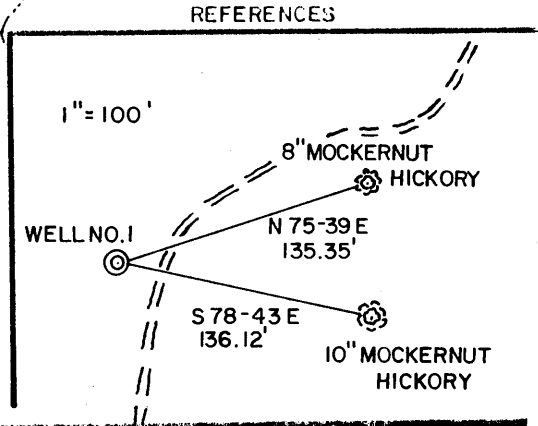 REFERENCES
1"=100'
8" MOCKERNUT
HICKORY
WELL NO. 1
N 75-39 E
135.35'
S 78-43 E
136.12'
10" MOCKERNUT
HICKORY